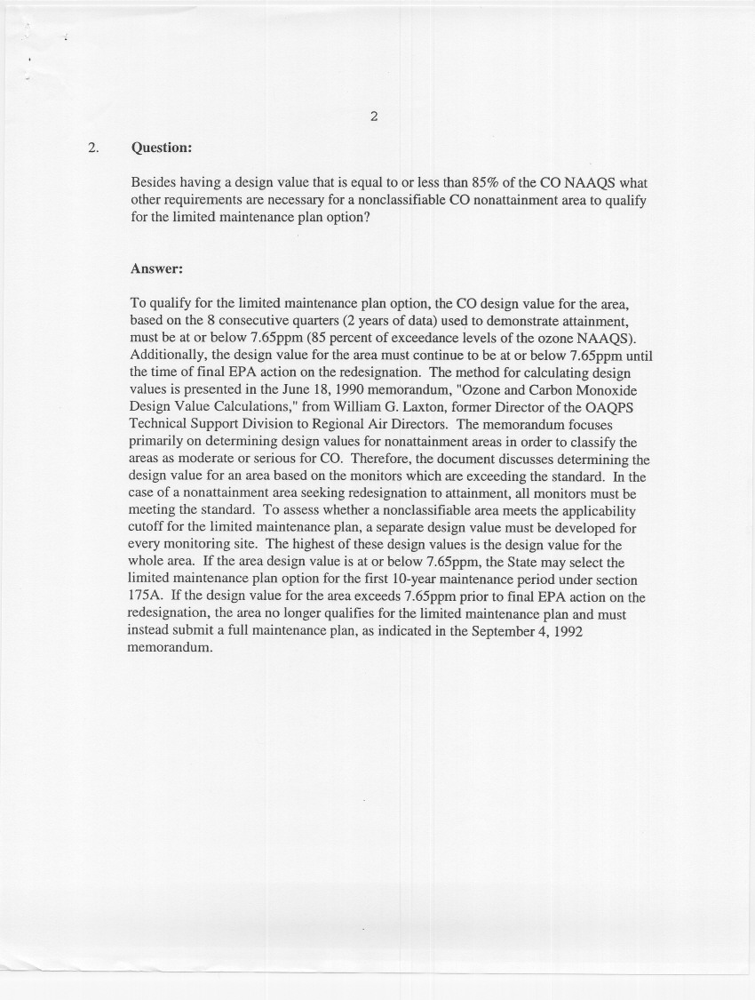 2
2. Question:
Besides having a design value that is equal to or less than 85% of the CO NAAQS what
other requirements are necessary for a nonclassifiable CO nonattainment area to qualify
for the limited maintenance plan option?
Answer:
To qualify for the limited maintenance plan option, the CO design value for the area,
based on the 8 consecutive quarters (2 years of data) used to demonstrate attainment,
must be at or below 7.65ppm (85 percent of exceedance levels of the ozone NAAQS).
Additionally, the design value for the area must continue to be at or below 7.65ppm until
the time of final EPA action on the redesignation. The method for calculating design
values is presented in the June 18, 1990 memorandum, "Ozone and Carbon Monoxide
Design Value Calculations," from William G. Laxton, former Director of the OAQPS
Technical Support Division to Regional Air Directors. The memorandum focuses
primarily on determining design values for nonattainment areas in order to classify the
areas as moderate or serious for CO. Therefore, the document discusses determining the
design value for an area based on the monitors which are exceeding the standard. In the
case of a nonattainment area seeking redesignation to attainment, all monitors must be
meeting the standard. To assess whether a nonclassifiable area meets the applicability
cutoff for the limited maintenance plan, a separate design value must be developed for
every monitoring site. The highest of these design values is the design value for the
whole area. If the area design value is at or below 7.65ppm, the State may select the
limited maintenance plan option for the first 10-year maintenance period under section
175A. If the design value for the area exceeds 7.65ppm prior to final EPA action on the
redesignation, the area no longer qualifies for the limited maintenance plan and must
instead submit a full maintenance plan, as indicated in the September 4, 1992
memorandum.